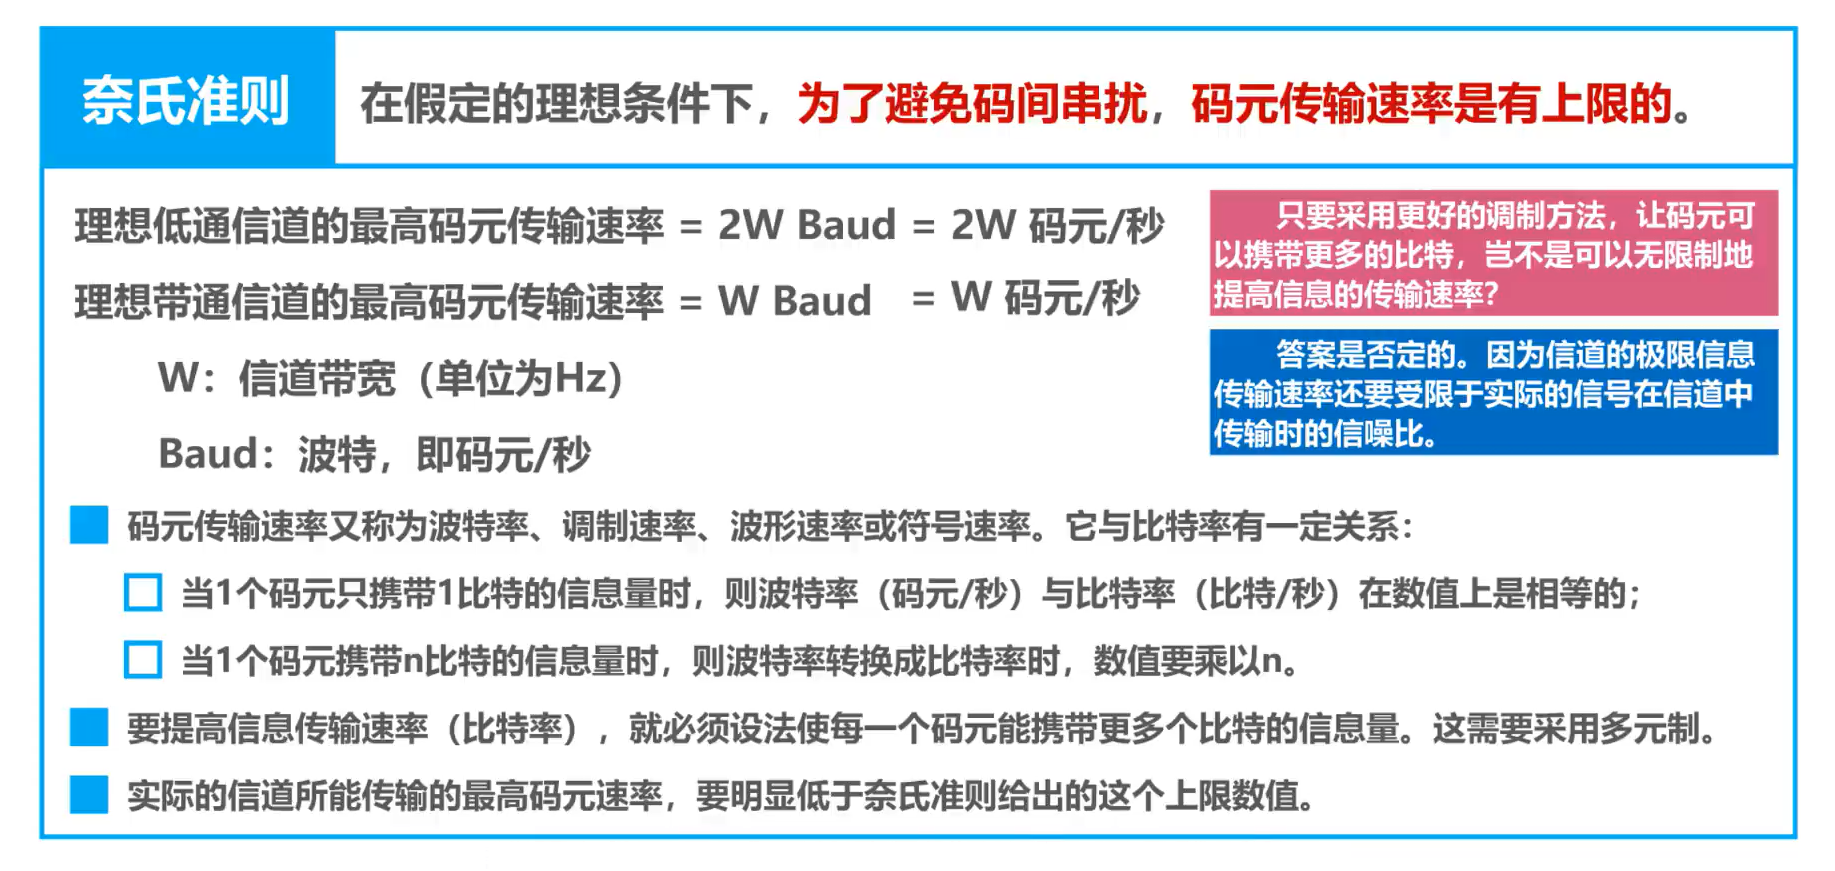 奈氏准则
在假定的理想条件下，为了避免码间串扰，码元传输速率是有上限的。
理想低通信道的最高码元传输速率 = 2W Baud = 2W 码元/秒
理想带通信道的最高码元传输速率 = W Baud = W 码元/秒
W：信道带宽（单位为Hz）
Baud：波特，即码元/秒
只要采用更好的调制方法，让码元可
以携带更多的比特，岂不是可以无限制地
提高信息的传输速率？
答案是否定的。因为信道的极限信息
传输速率还要受限于实际的信号在信道中
传输时的信噪比。
码元传输速率又称为波特率、调制速率、波形速率或符号速率。它与比特率有一定关系：
当1个码元只携带1比特的信息量时，则波特率（码元/秒）与比特率（比特/秒）在数值上是相等的；
当1个码元携带n比特的信息量时，则波特率转换成比特率时，数值要乘以n。
要提高信息传输速率（比特率），就必须设法使每一个码元能携带更多个比特的信息量。这需要采用多元制。
实际的信道所能传输的最高码元速率，要明显低于奈氏准则给出的这个上限数值。